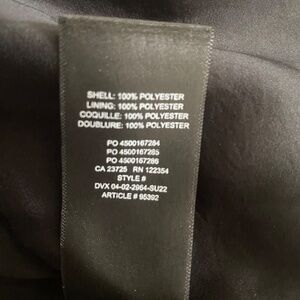 SHELL: 100% POLYESTER
LINING: 100% POLYESTER
COQUILLE: 100% POLYESTER
DOUBLURE: 100% POLYESTER
PO 4500167284
PO 4500167285
PO 4500167286
CA 23725 RN 122354
STYLE #
DVX 04-02-2964-SU22
ARTICLE # 95392